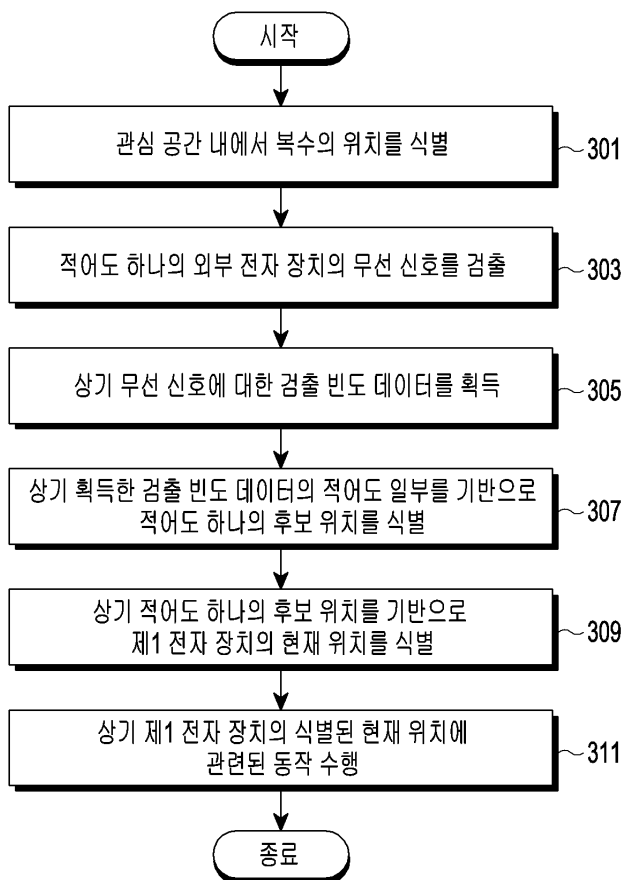 시작
관심 공간 내에서 복수의 위치를 식별
301
적어도 하나의 외부 전자 장치의 무선 신호를 검출
303
상기 무선 신호에 대한 검출 빈도 데이터를 획득
305
상기 획득한 검출 빈도 데이터의 적어도 일부를 기반으로
적어도 하나의 후보 위치를 식별
307
상기 적어도 하나의 후보 위치를 기반으로
제1 전자 장치의 현재 위치를 식별
309
상기 제1 전자 장치의 식별된 현재 위치에
관련된 동작 수행
311
종료